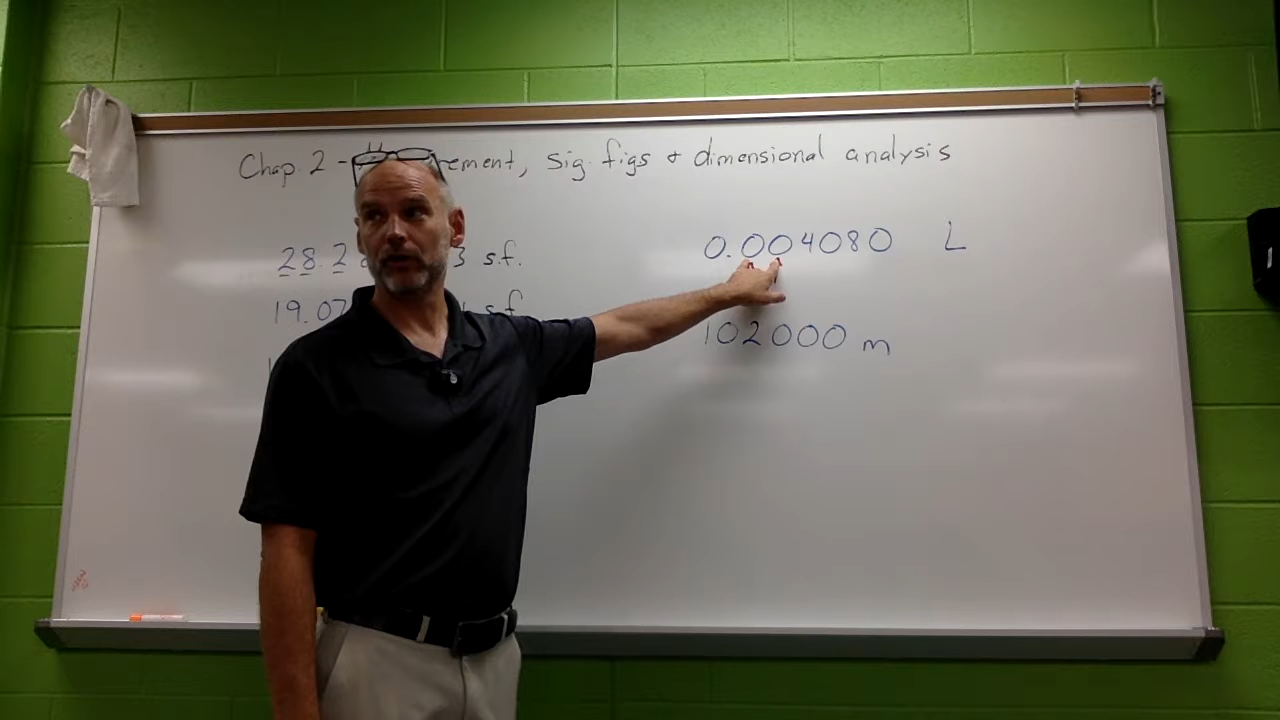 Chap. 2 - ement, sig. figs & dimensional analysis
28.2 3 s.f.
0.004080 L
19.07 s.f.
102000 m